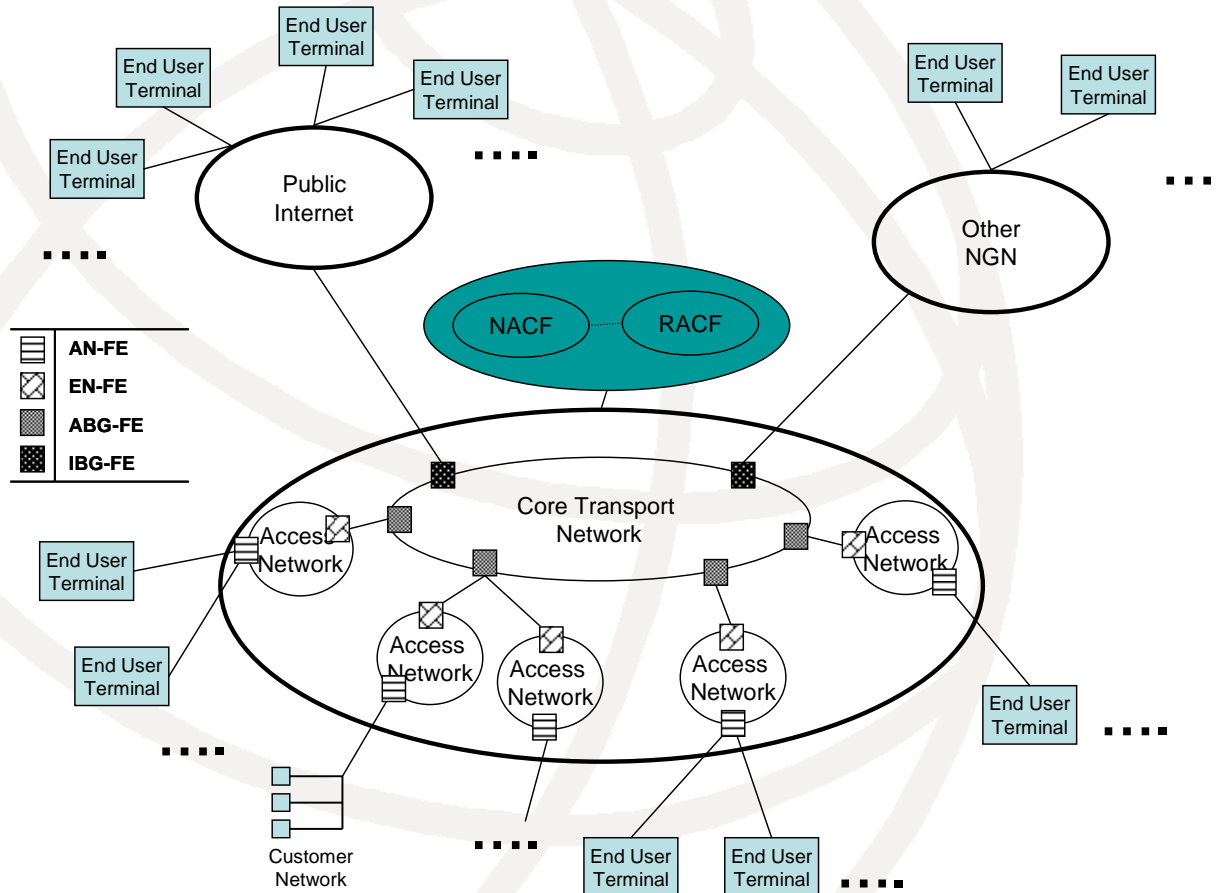 End User
Terminal
End User
Terminal
End User
Terminal
End User
Terminal
Public
Internet
End User
Terminal
End User
Terminal
Other
NGN
NACF
RACF
AN-FE
EN-FE
ABG-FE
IBG-FE
Core Transport
Network
Access
Network
Access
Network
Access
Network
Access
Network
Access
Network
End User
Terminal
End User
Terminal
End User
Terminal
Customer
Network
End User
Terminal
End User
Terminal